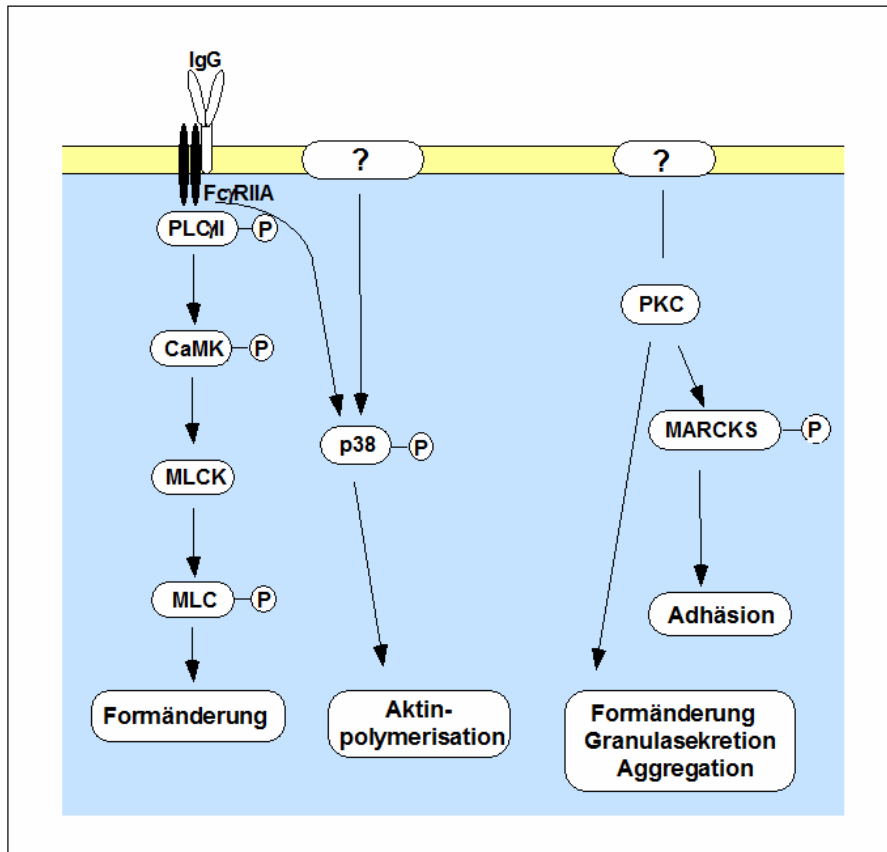 IgG
?
?
FcγRIIA
PLCγII
P
PKC
CaMK
P
MARCKS
P
p38
P
MLCK
MLC
P
Adhäsion
Formänderung
Aktin-
polymerisation
Formänderung
Granulasekretion
Aggregation